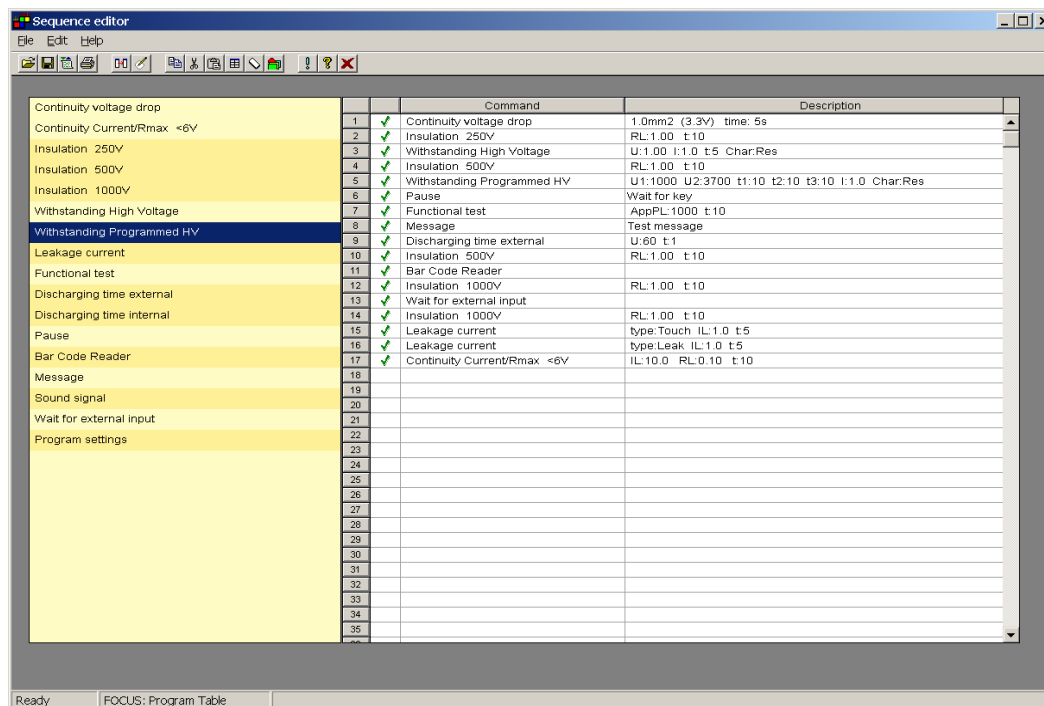 Sequence editor
File Edit Help
Continuity voltage drop
Continuity Current/Rmax <6V
Insulation 250V
Insulation 500V
Insulation 1000V
Withstanding High Voltage
Withstanding Programmed HV
Leakage current
Functional test
Discharging time external
Discharging time internal
Pause
Bar Code Reader
Message
Sound signal
Wait for external input
Program settings
Command Description
1 Continuity voltage drop 1.0mm2 (3.3V) time: 5s
2 Insulation 250V RL:1.00 t:10
3 Withstanding High Voltage U:1.00 I:1.0 t:5 Char:Res
4 Insulation 500V RL:1.00 t:10
5 Withstanding Programmed HV U1:1000 U2:3700 t1:10 t2:10 t3:10 I:1.0 Char:Res
6 Pause Wait for key
7 Functional test AppPL:1000 t:10
8 Message Test message
9 Discharging time external U:60 t:1
10 Insulation 500V RL:1.00 t:10
11 Bar Code Reader
12 Insulation 1000V RL:1.00 t:10
13 Wait for external input
14 Insulation 1000V RL:1.00 t:10
15 Leakage current type:Touch IL:1.0 t:5
16 Leakage current type:Leak IL:1.0 t:5
17 Continuity Current/Rmax <6V IL:10.0 RL:0.10 t:10
18
19
20
21
22
23
24
25
26
27
28
29
30
31
32
33
34
35
Ready FOCUS: Program Table